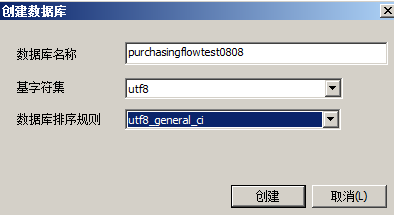 创建数据库
数据库名称
purchasingflowtest0808
基字符集
utf8
数据库排序规则
utf8_general_ci
创建
取消(L)